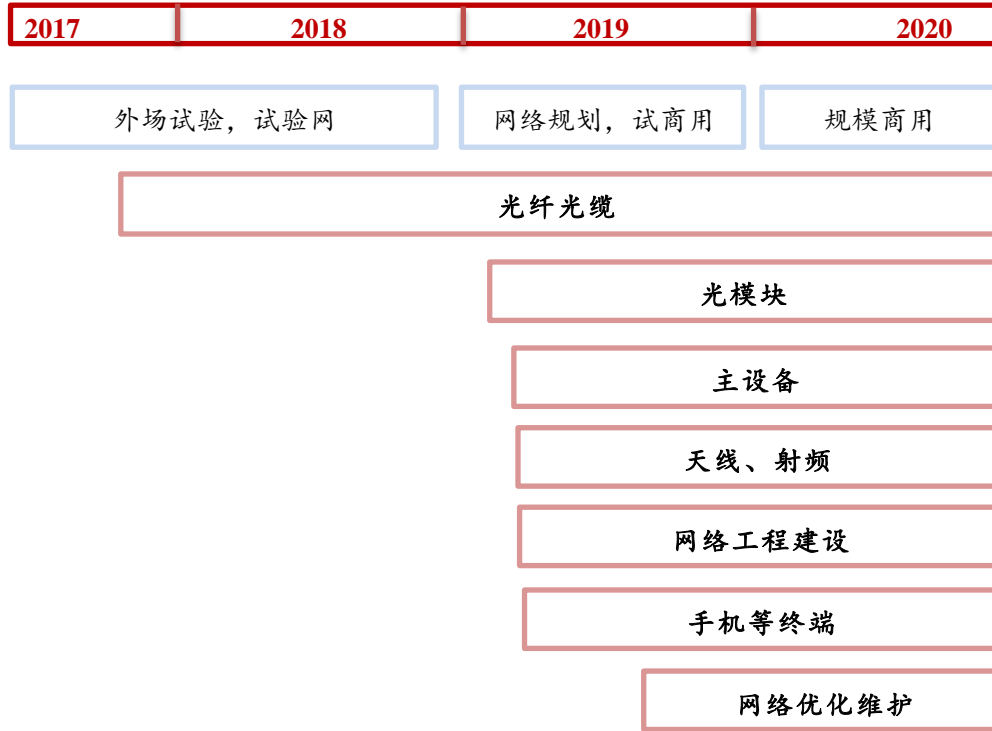 2017 2018 2019 2020
外场试验，试验网 网络规划，试商用 规模商用
光纤光缆
光模块
主设备
天线、射频
网络工程建设
手机等终端
网络优化维护